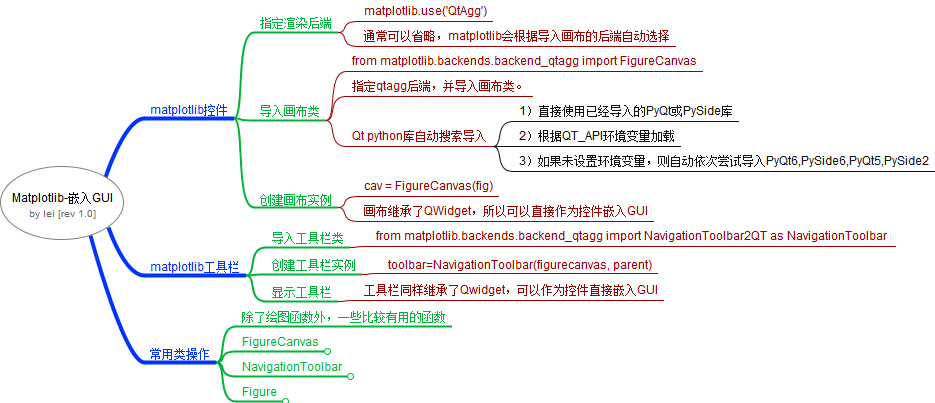 Matplotlib-嵌入GUI
by lei [rev 1.0]
matplotlib控件
指定渲染后端
matplotlib.use('QtAgg')
通常可以省略，matplotlib会根据导入画布的后端自动选择
导入画布类
from matplotlib.backends.backend_qtagg import FigureCanvas
指定qtagg后端，并导入画布类。
Qt python库自动搜索导入
1）直接使用已经导入的PyQt或PySide库
2）根据QT_API环境变量加载
3）如果未设置环境变量，则自动依次尝试导入PyQt6,PySide6,PyQt5,PySide2
创建画布实例
cav = FigureCanvas(fig)
画布继承了QWidget，所以可以直接作为控件嵌入GUI
matplotlib工具栏
导入工具栏类
from matplotlib.backends.backend_qtagg import NavigationToolbar2QT as NavigationToolbar
创建工具栏实例
toolbar=NavigationToolbar(figurecanvas, parent)
显示工具栏
工具栏同样继承了Qwidget，可以作为控件直接嵌入GUI
常用类操作
除了绘图函数外，一些比较有用的函数
FigureCanvas
NavigationToolbar
Figure